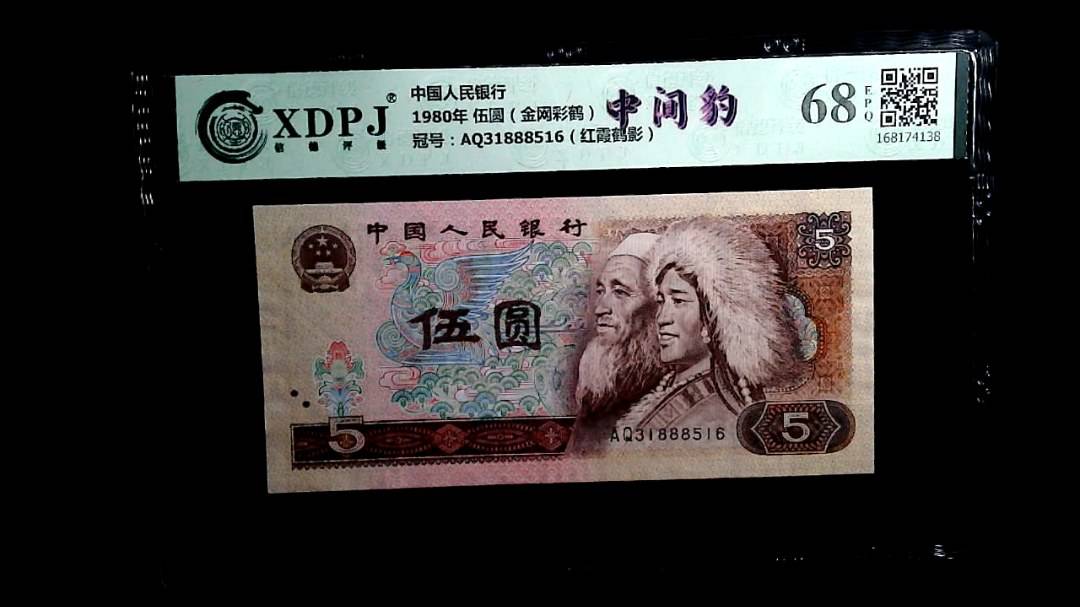 XDPJ®
信德评级
中国人民银行
1980年 伍圆（金网彩鹤）
冠号：AQ31888516（红霞鹤影）
中间豹
68
EPQ
168174138
中国人民银行
5
伍圆
5
AQ31888516
5